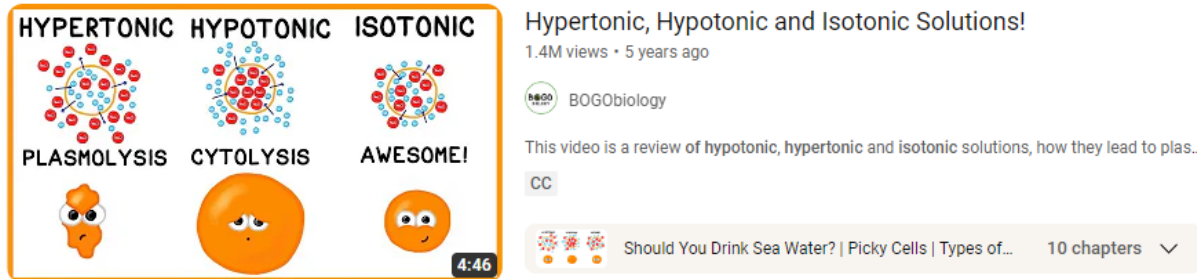 HYPERTONIC HYPOTONIC ISOTONIC
PLASMOLYSIS CYTOLYSIS AWESOME!
4:46
Hypertonic, Hypotonic and Isotonic Solutions!
1.4M views • 5 years ago
BOGObiology
This video is a review of hypotonic, hypertonic and isotonic solutions, how they lead to plas...
CC
Should You Drink Sea Water? | Picky Cells | Types of...
10 chapters